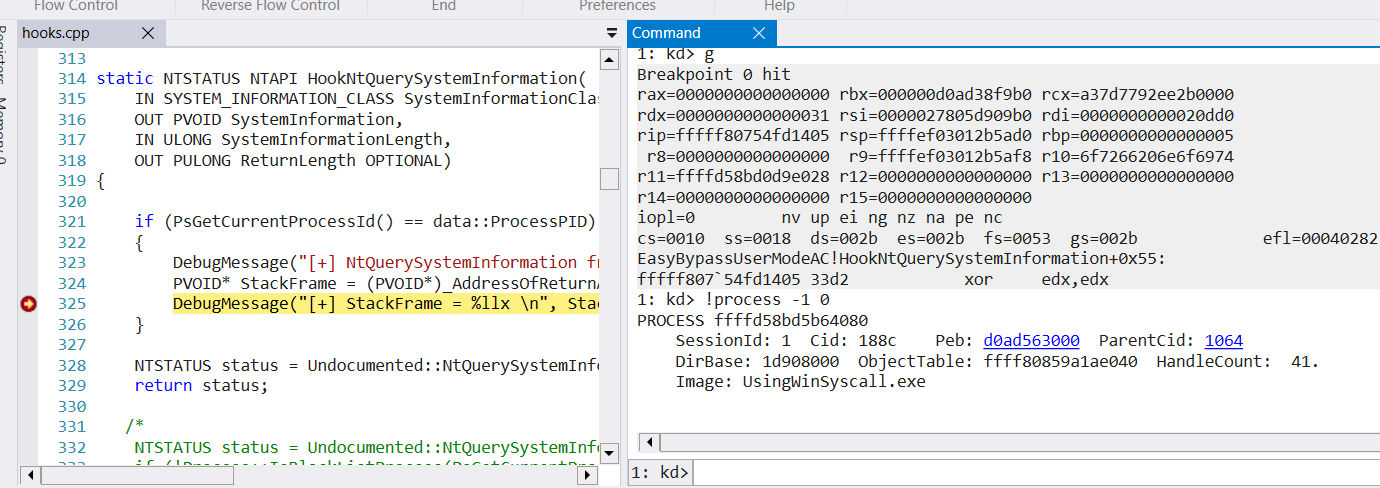 Flow Control Reverse Flow Control End Preferences Help
hooks.cpp
313
314 static NTSTATUS NTAPI HookNtQuerySystemInformation(
315 IN SYSTEM_INFORMATION_CLASS SystemInformationClas
316 OUT PVOID SystemInformation,
317 IN ULONG SystemInformationLength,
318 OUT PULONG ReturnLength OPTIONAL)
319 {
320
321 if (PsGetCurrentProcessId() == data::ProcessPID)
322 {
323 DebugMessage("[+] NtQuerySystemInformation fr
324 PVOID* StackFrame = (PVOID*)_AddressOfReturnA
325 DebugMessage("[+] StackFrame = %llx \n", Stac
326 }
327
328 NTSTATUS status = Undocumented::NtQuerySystemInfo
329 return status;
330
331 /*
332 NTSTATUS status = Undocumented::NtQuerySystemInfo
Command
1: kd> g
Breakpoint 0 hit
rax=0000000000000000 rbx=000000d0ad38f9b0 rcx=a37d7792ee2b0000
rdx=0000000000000031 rsi=0000027805d909b0 rdi=0000000000020dd0
rip=fffff80754fd1405 rsp=ffffef03012b5ad0 rbp=0000000000000005
r8=0000000000000000 r9=ffffef03012b5af8 r10=6f7266206e6f6974
r11=ffffd58bd0d9e028 r12=0000000000000000 r13=0000000000000000
r14=0000000000000000 r15=0000000000000000
iopl=0 nv up ei ng nz na pe nc
cs=0010 ss=0018 ds=002b es=002b fs=0053 gs=002b efl=00040282
EasyBypassUserModeAC!HookNtQuerySystemInformation+0x55:
fffff807`54fd1405 33d2 xor edx,edx
1: kd> !process -1 0
PROCESS ffffd58bd5b64080
SessionId: 1 Cid: 188c Peb: d0ad563000 ParentCid: 1064
DirBase: 1d908000 ObjectTable: ffff80859a1ae040 HandleCount: 41.
Image: UsingWinSyscall.exe
1: kd>